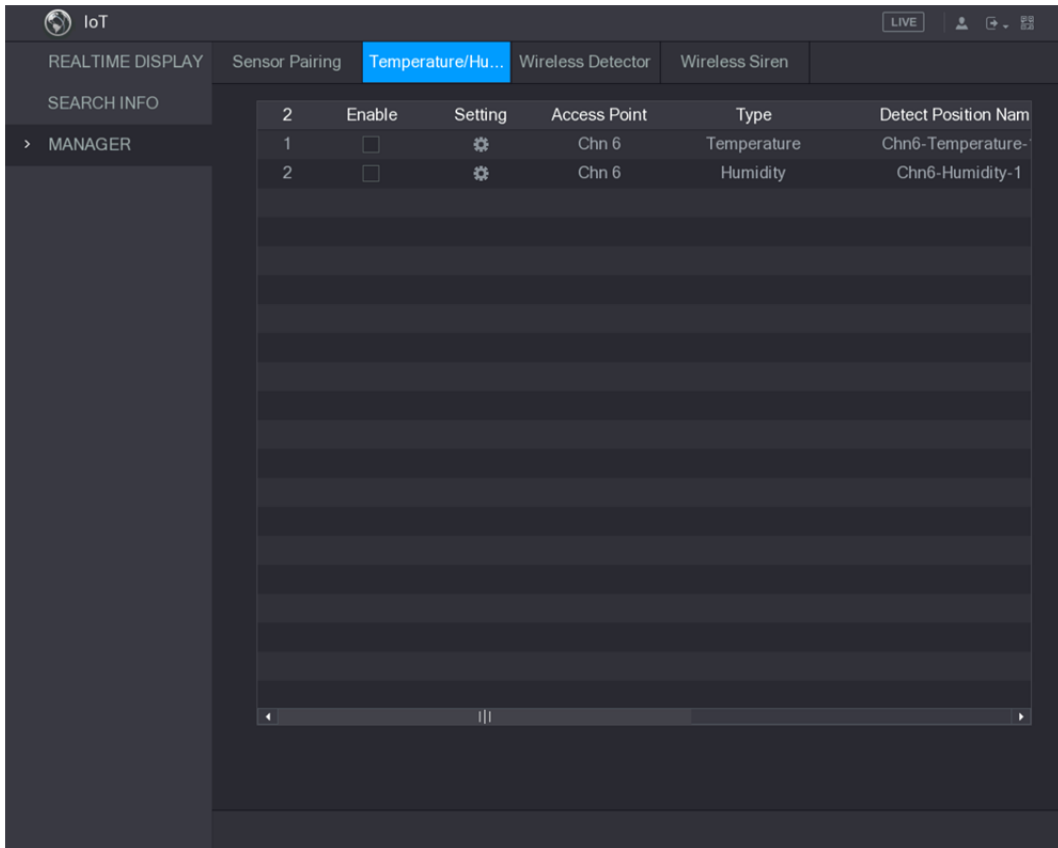 IoT LIVE
REALTIME DISPLAY
SEARCH INFO
MANAGER
Sensor Pairing Temperature/Hu... Wireless Detector Wireless Siren
2 Enable Setting Access Point Type Detect Position Nam
1 Chn 6 Temperature Chn6-Temperature-
2 Chn 6 Humidity Chn6-Humidity-1